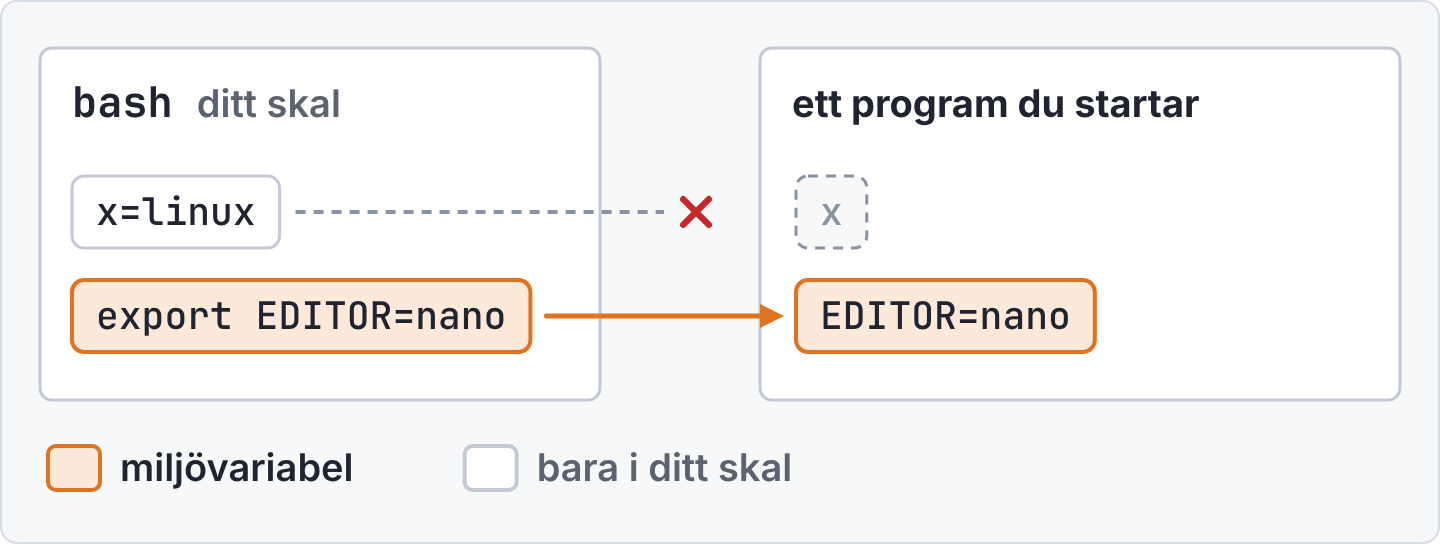 bash ditt skal
x=linux
export EDITOR=nano
ett program du startar
x
EDITOR=nano
miljövariabel
bara i ditt skal